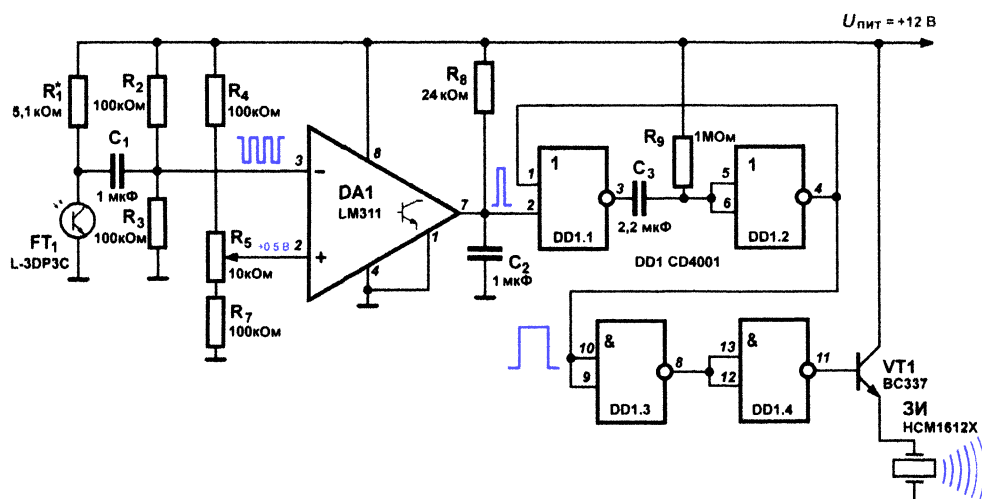 Uпит = +12 В
R1*
5,1 кОм
R2
100кОм
R4
100кОм
R8
24 кОм
C1
1 мкФ
3
8
DA1
LM311
7
1
4
2
+0 5 В
FT1
L-3DP3C
R3
100кОм
R5
10кОм
R7
100кОм
C2
1 мкФ
1
2
1
3
DD1.1
C3
2,2 мкФ
R9
1МОм
5
6
1
4
DD1.2
DD1 CD4001
10
9
&
8
DD1.3
13
12
&
11
DD1.4
VT1
BC337
ЗИ
HCM1612X